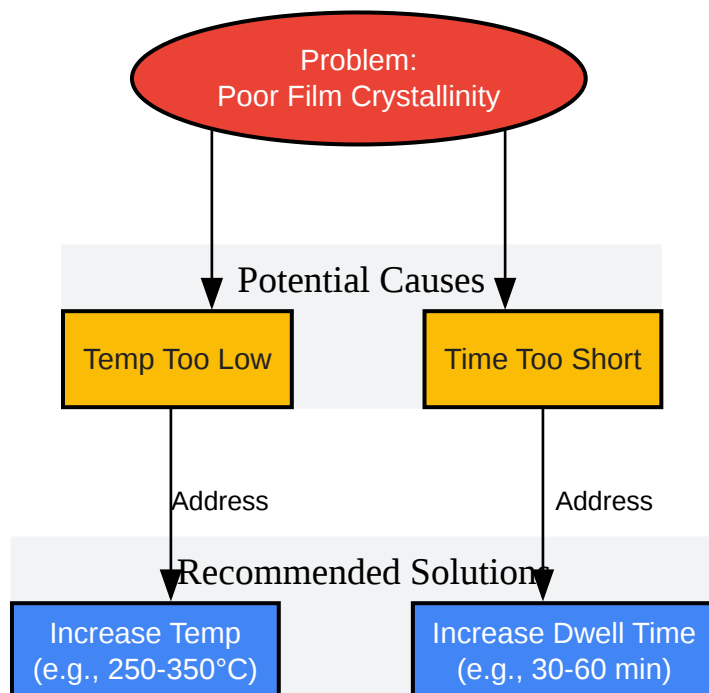 Problem:
Poor Film Crystallinity
Potential Causes
Temp Too Low
Time Too Short
Address
Address
Recommended Solutions
Increase Temp
(e.g., 250-350°C)
Increase Dwell Time
(e.g., 30-60 min)